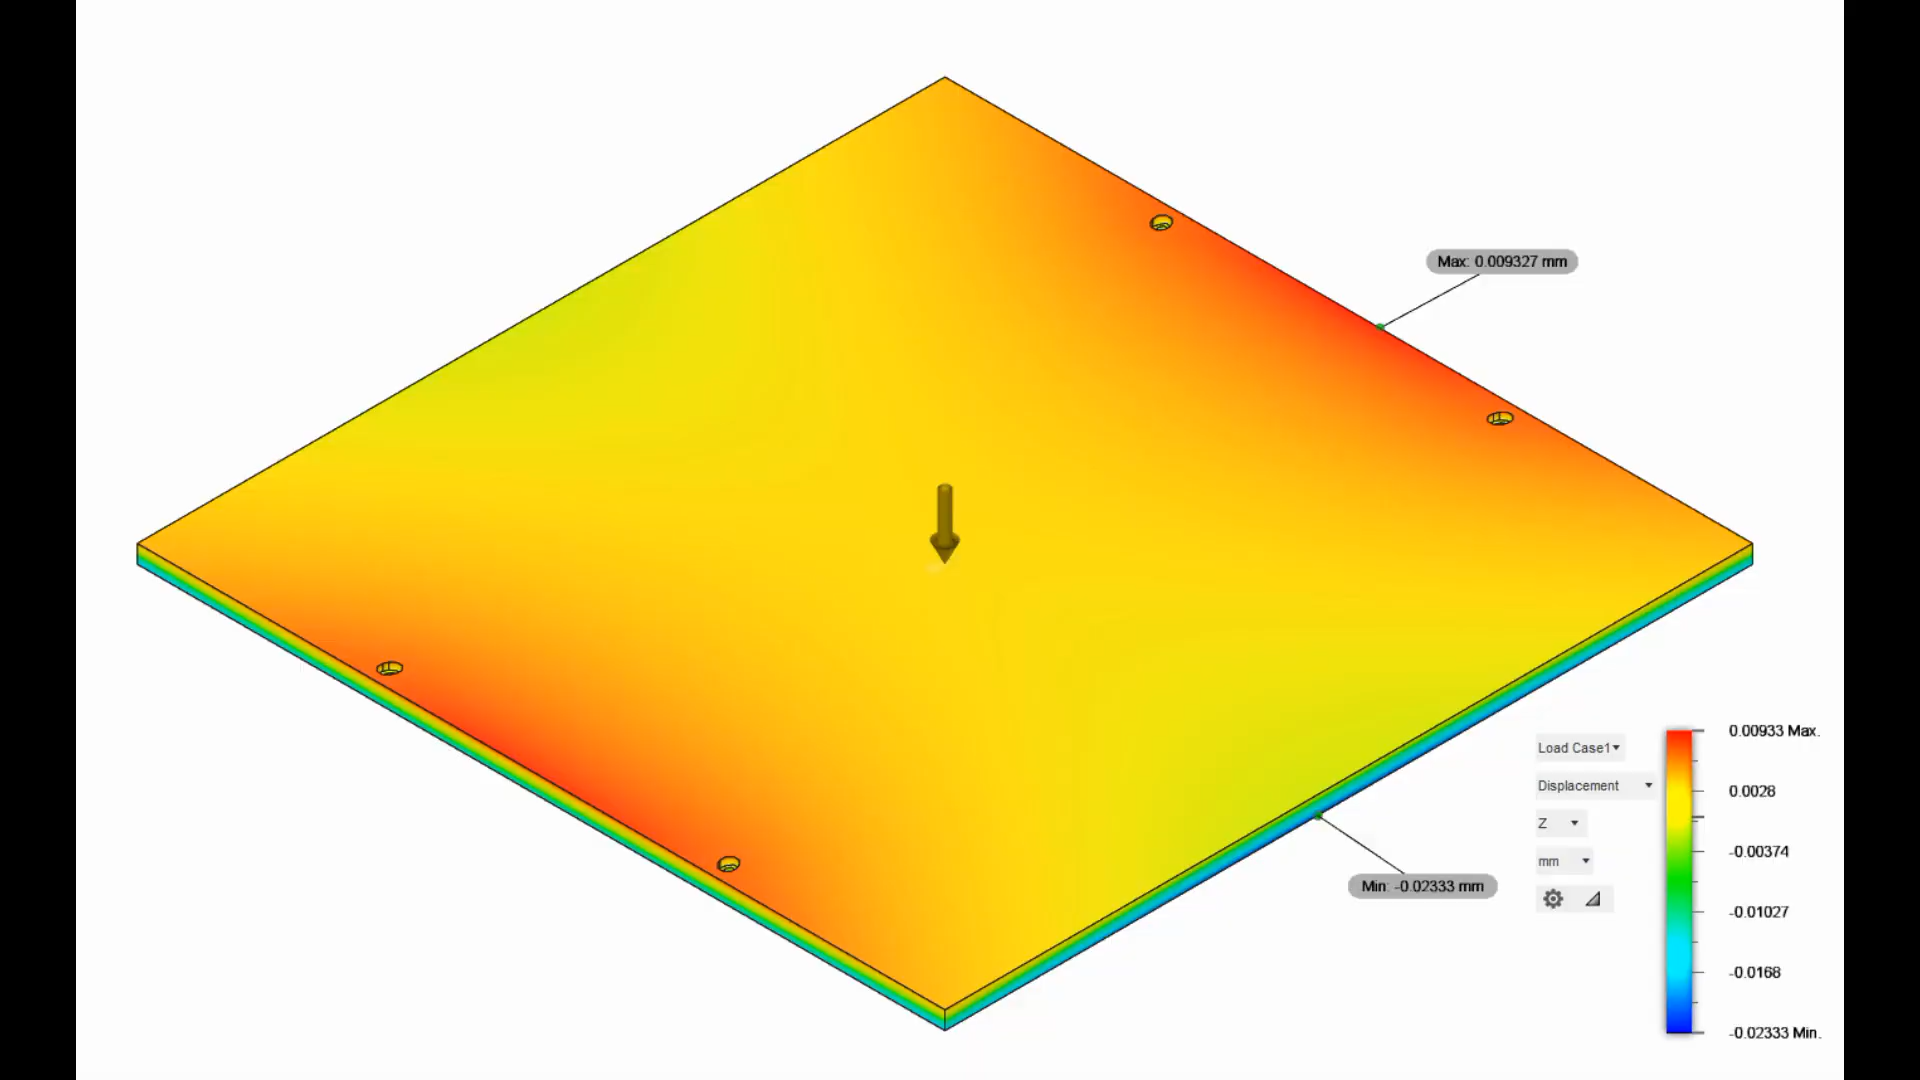 Max: 0.009327 mm
Min: -0.02333 mm
Load Case1
Displacement
Z
mm
0.00933 Max.
0.0028
-0.00374
-0.01027
-0.0168
-0.02333 Min.